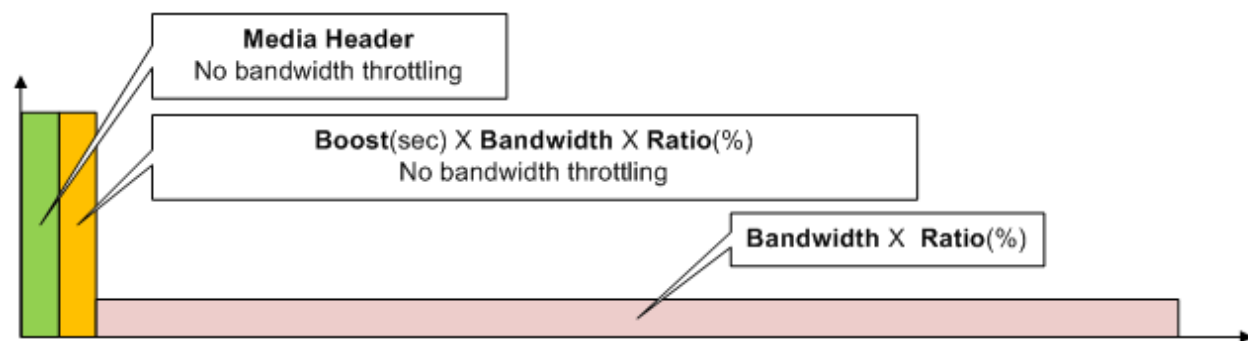 Media Header
No bandwidth throttling
Boost(sec) X Bandwidth X Ratio(%)
No bandwidth throttling
Bandwidth X Ratio(%)